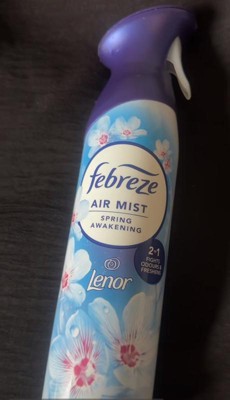 febreze
AIR MIST
SPRING
AWAKENING
2in1
FIGHTS
ODOURS &
FRESHENS
Lenor